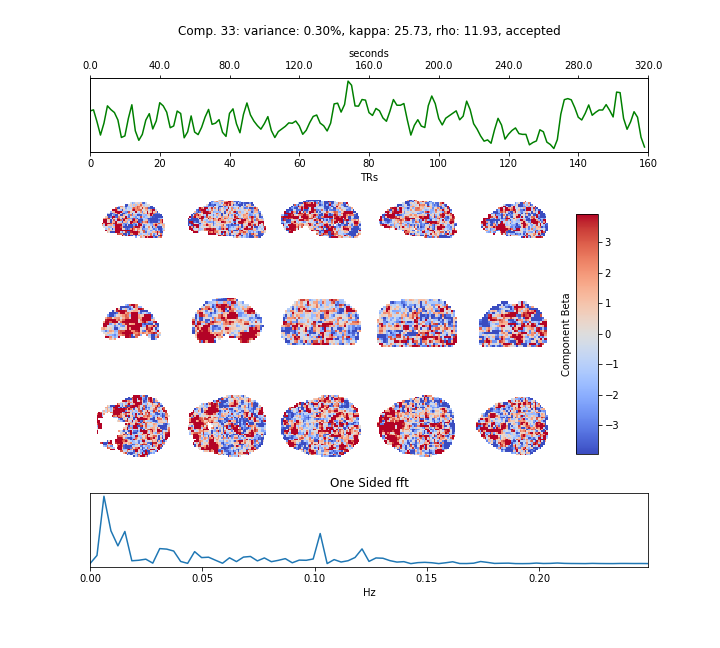 Comp. 33: variance: 0.30%, kappa: 25.73, rho: 11.93, accepted
seconds
0.0 40.0 80.0 120.0 160.0 200.0 240.0 280.0 320.0
0 20 40 60 80 100 120 140 160
TRs
3
2
1
0
−1
−2
−3
Component Beta
One Sided fft
0.00 0.05 0.10 0.15 0.20
Hz